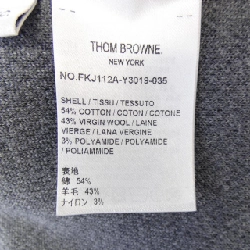 THOM BROWNE.
NEW YORK
NO.FKJ112A-Y3019-035
SHELL / TISSU / TESSUTO
54% COTTON / COTON / COTONE
43% VIRGIN WOOL / LAINE
VIERGE / LANA VERGINE
3% POLYAMIDE / POLYAMIDE
/ POLIAMMIDE
表地
綿 54%
羊毛 43%
ナイロン 3%